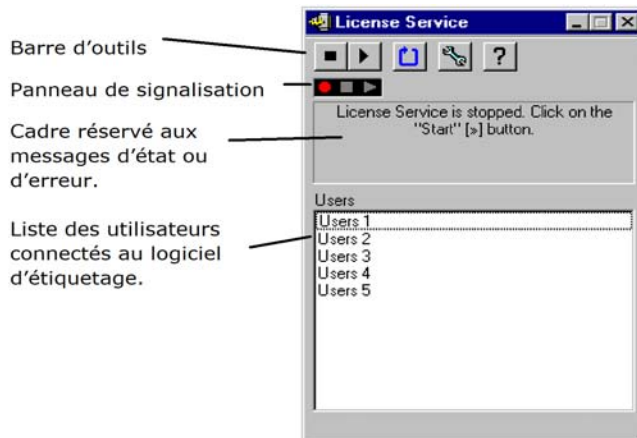 Barre d'outils
Panneau de signalisation
Cadre réservé aux
messages d'état ou
d'erreur.
Liste des utilisateurs
connectés au logiciel
d'étiquetage.
License Service
?
License Service is stopped. Click on the
"Start" [»] button.
Users
Users 1
Users 2
Users 3
Users 4
Users 5